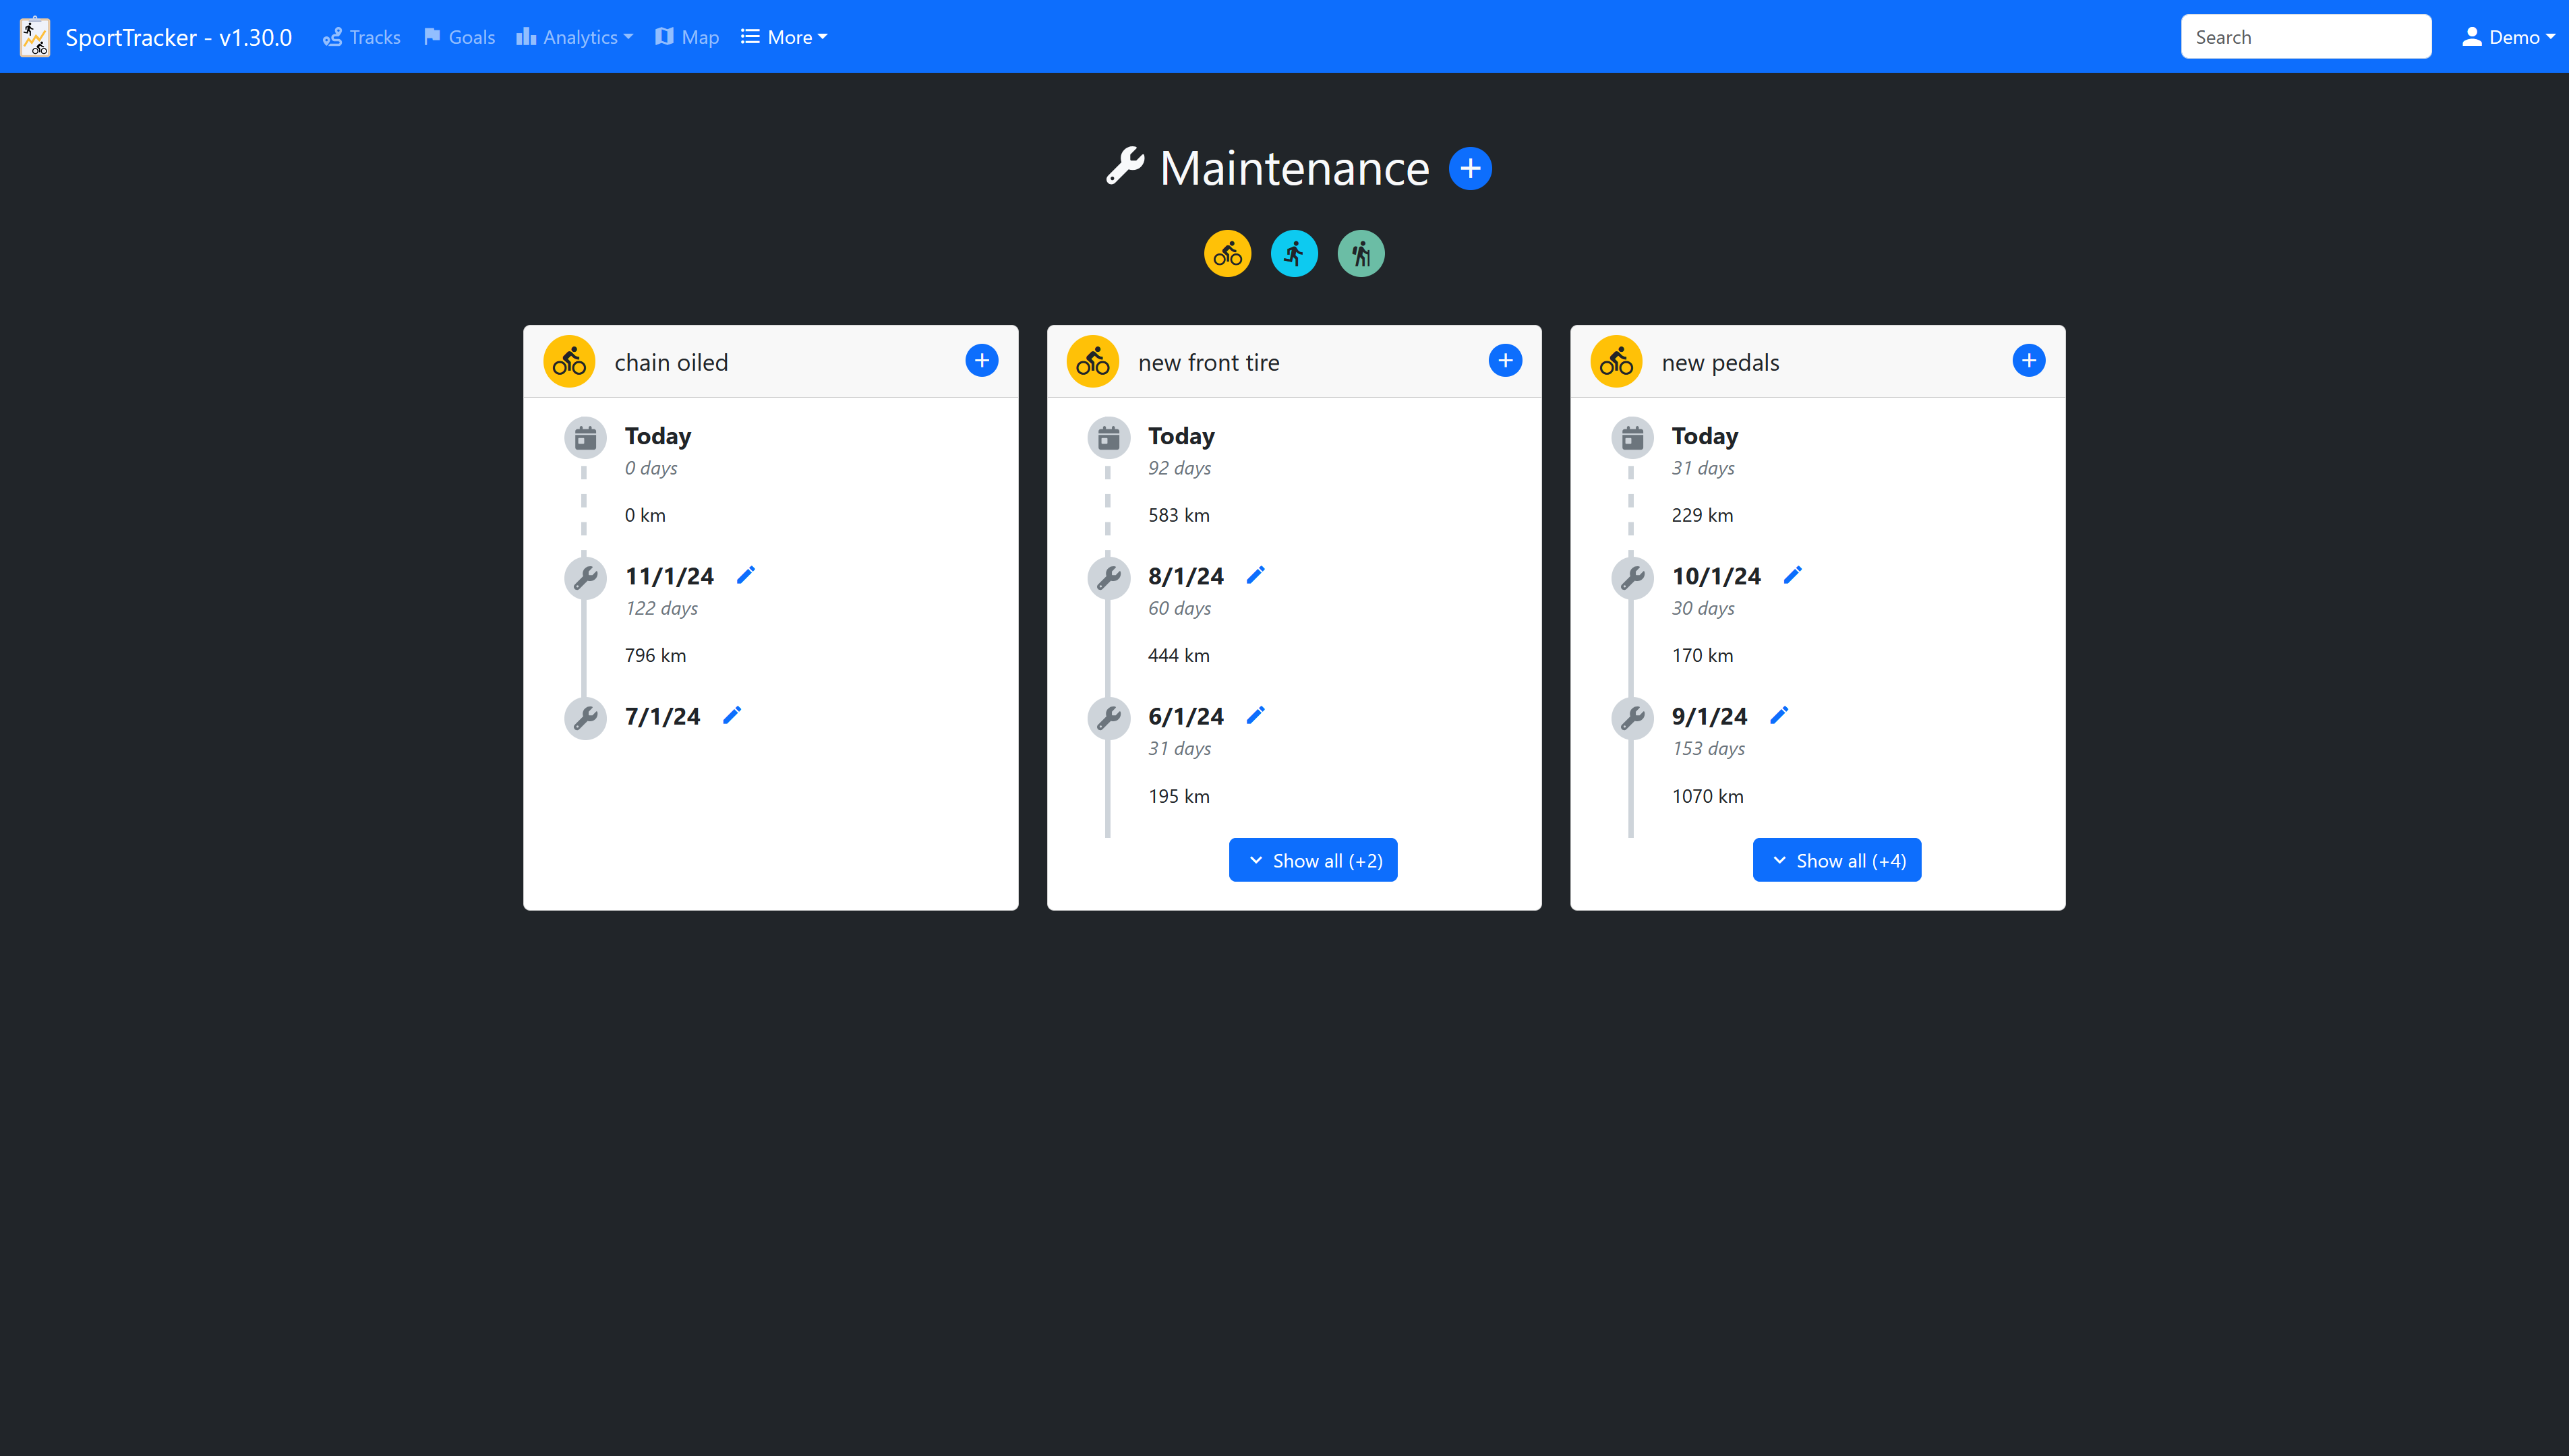 SportTracker - v1.30.0 Tracks Goals Analytics Map More Search Demo
Maintenance
chain oiled
Today
0 days
0 km
11/1/24
122 days
796 km
7/1/24
new front tire
Today
92 days
583 km
8/1/24
60 days
444 km
6/1/24
31 days
195 km
Show all (+2)
new pedals
Today
31 days
229 km
10/1/24
30 days
170 km
9/1/24
153 days
1070 km
Show all (+4)